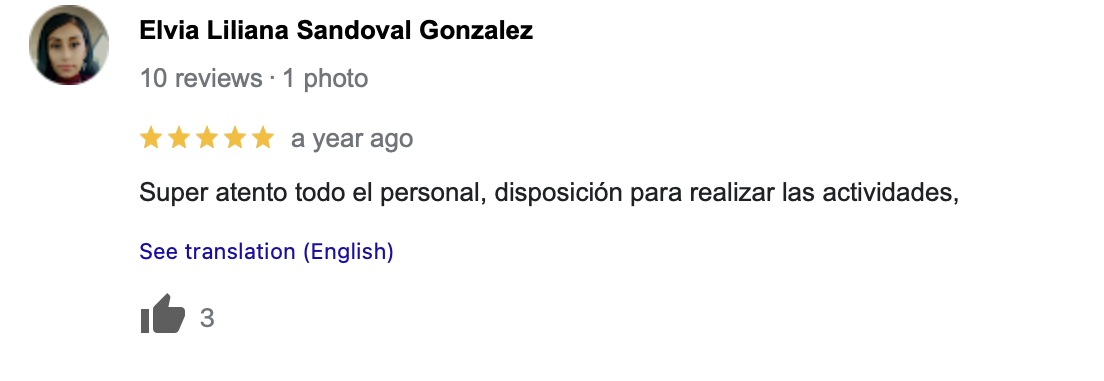 Elvia Liliana Sandoval Gonzalez
10 reviews · 1 photo
a year ago
Super atento todo el personal, disposición para realizar las actividades,
See translation (English)
3